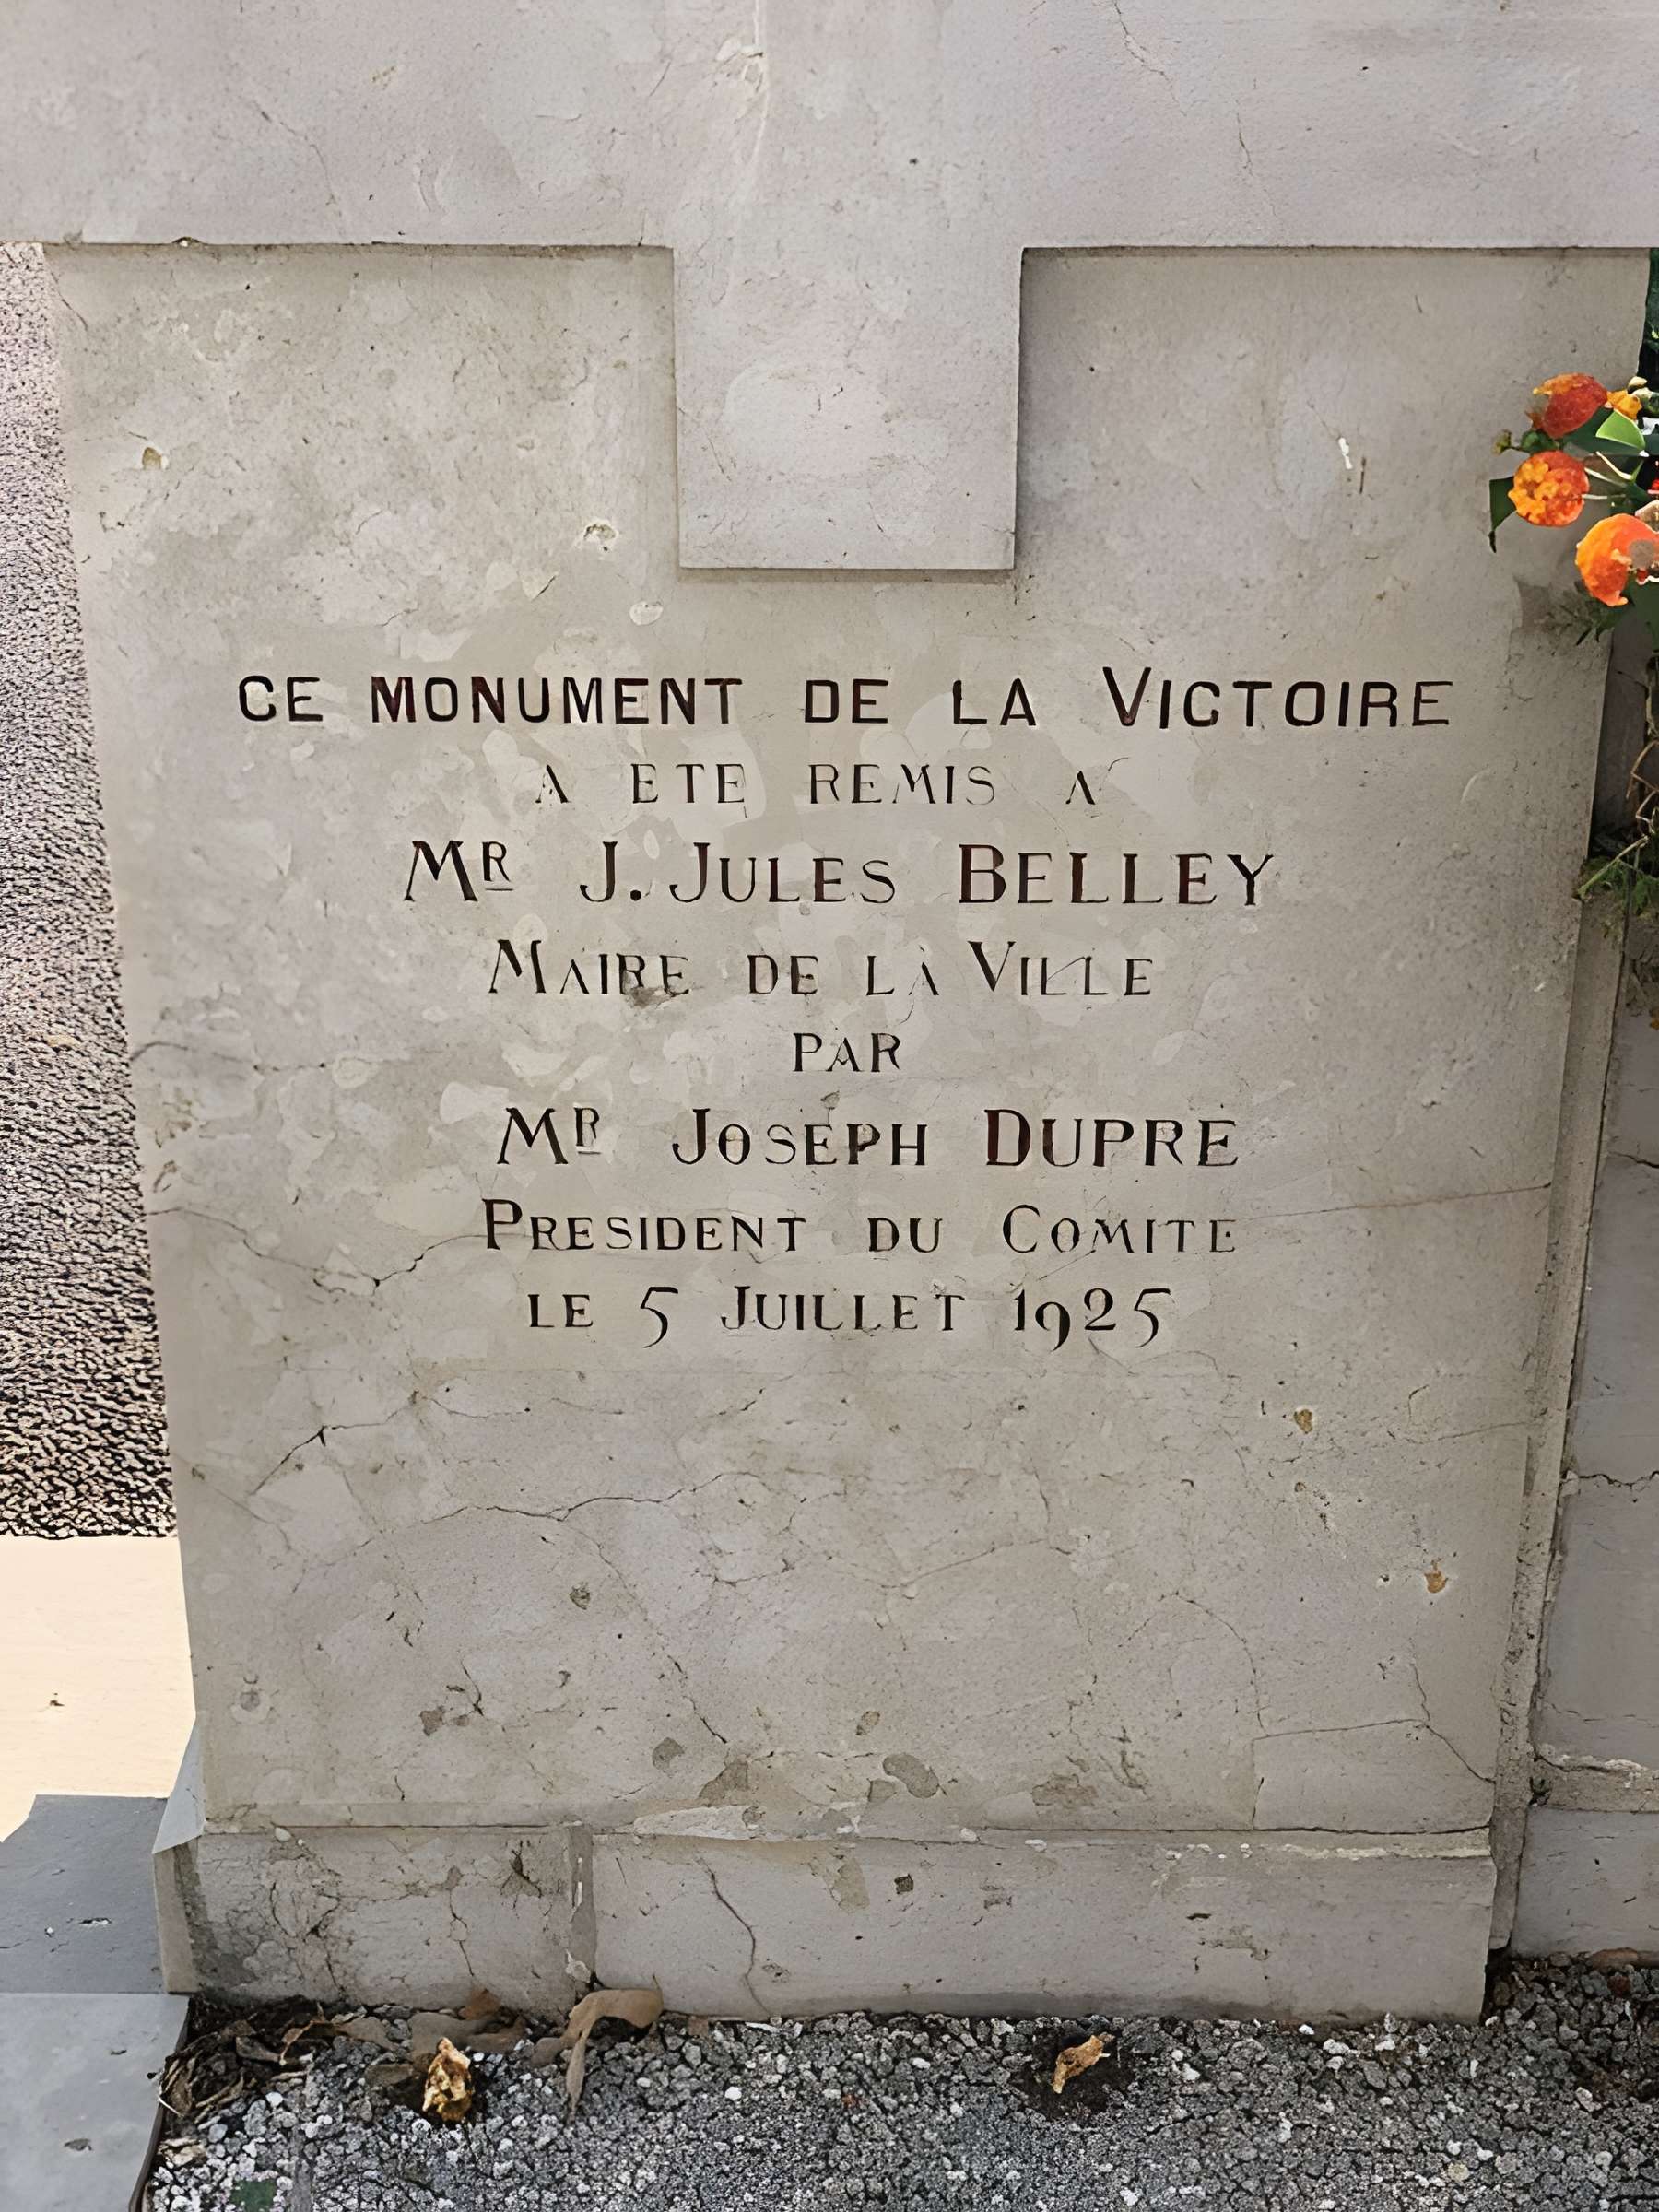 CE MONUMENT DE LA VICTOIRE
A ETE REMIS A
MR J. JULES BELLEY
MAIRE DE LA VILLE
PAR
MR JOSEPH DUPRE
PRESIDENT DU COMITE
LE 5 JUILLET 1925